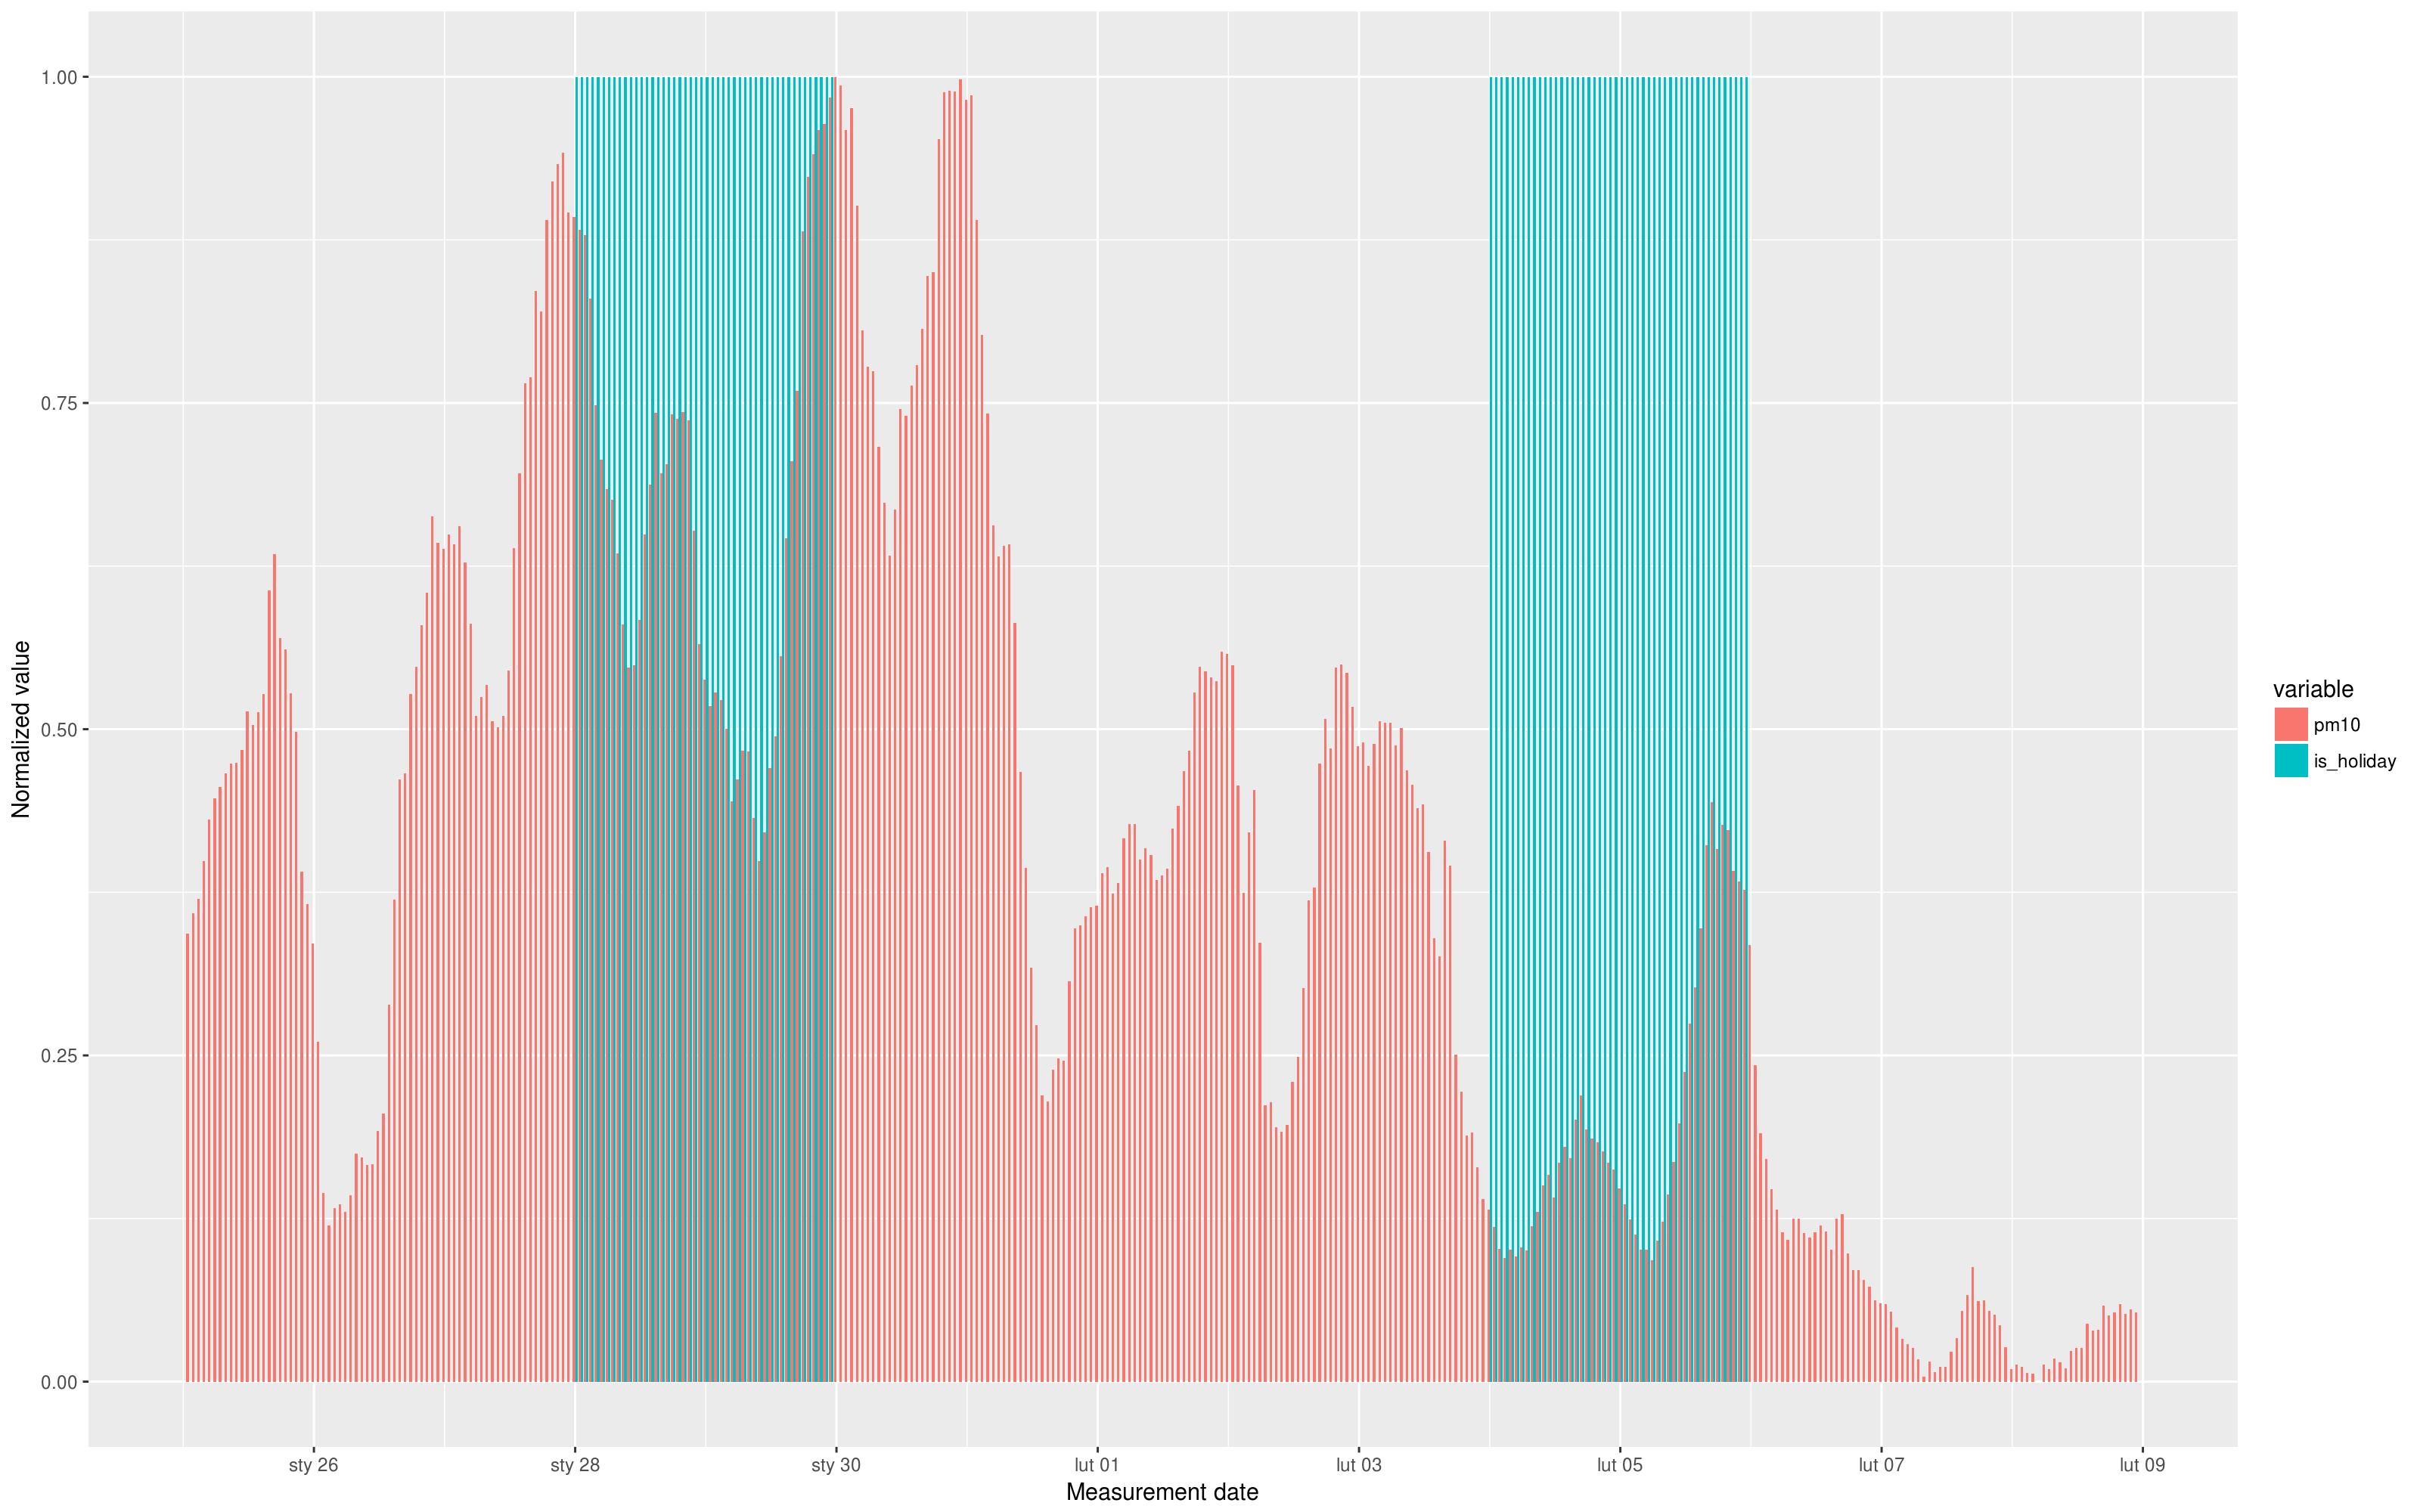 1.00
0.75
0.50
0.25
0.00
Normalized value
sty 26
sty 28
sty 30
lut 01
lut 03
lut 05
lut 07
lut 09
Measurement date
variable
pm10
is_holiday